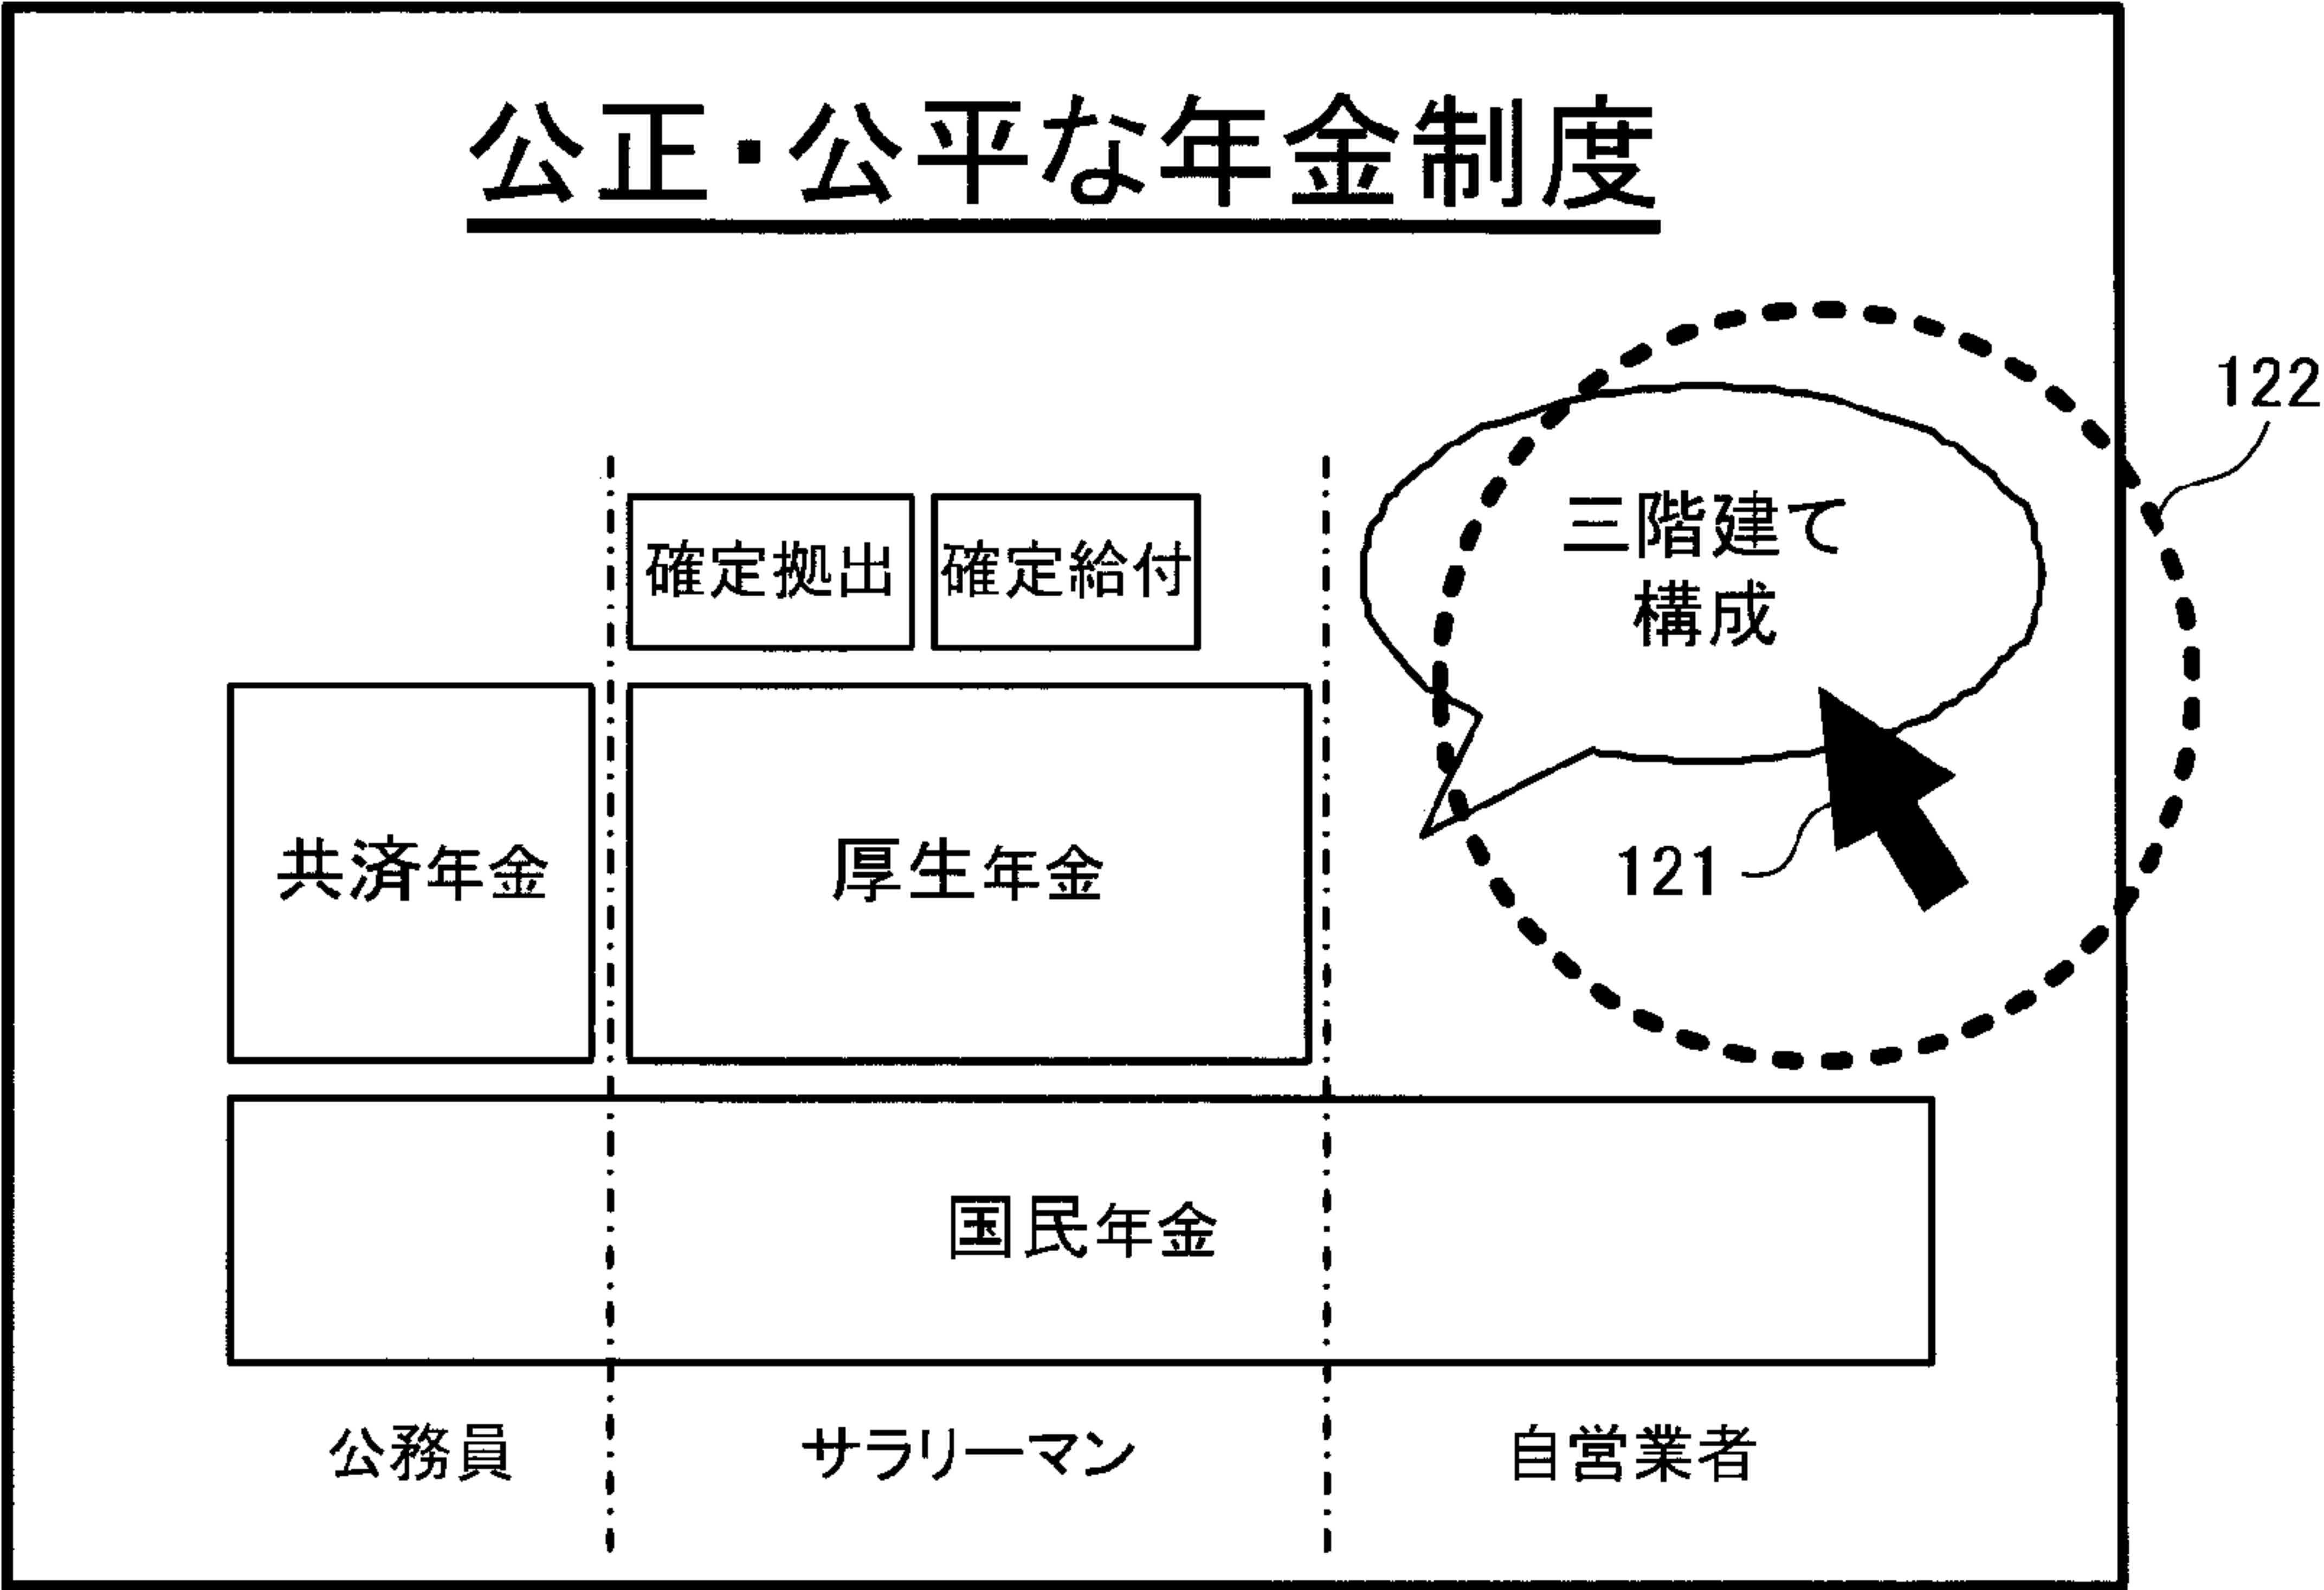 公正・公平な年金制度
122
三階建て
構成
確定拠出
確定給付
共済年金
厚生年金
121
国民年金
公務員
サラリーマン
自営業者